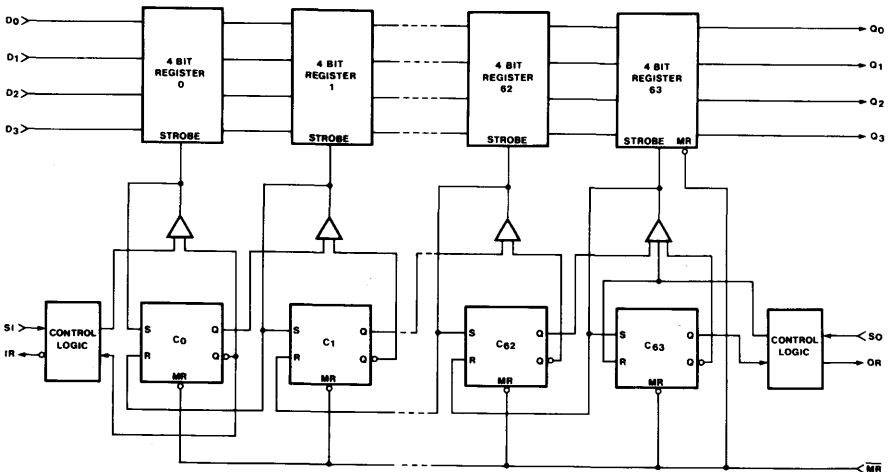 D0
D1
D2
D3
4 BIT
REGISTER
0
STROBE
4 BIT
REGISTER
1
STROBE
4 BIT
REGISTER
62
STROBE
4 BIT
REGISTER
63
STROBE MR
Q0
Q1
Q2
Q3
SI
IR
CONTROL
LOGIC
S Q
C0
R Q
MR
S Q
C1
R Q
MR
S Q
C62
R Q
MR
S Q
C63
R Q
MR
CONTROL
LOGIC
SO
OR
MR